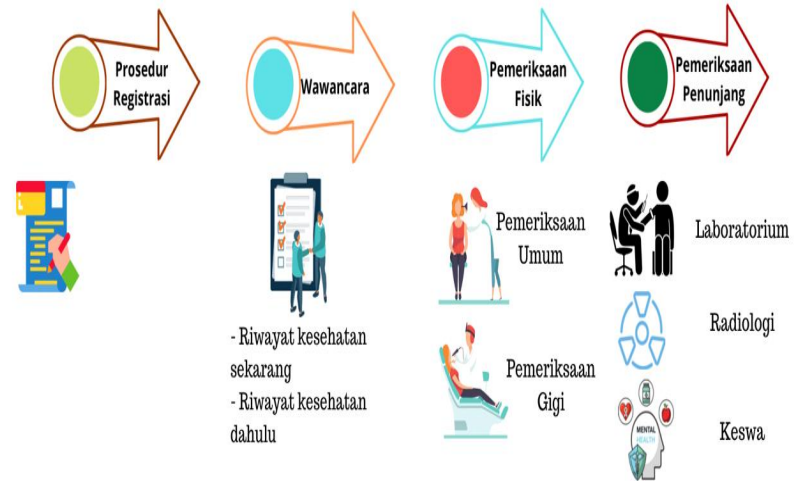 Prosedur
Registrasi
Wawancara
Pemeriksaan
Fisik
Pemeriksaan
Penunjang
- Riwayat kesehatan
sekarang
- Riwayat kesehatan
dahulu
Pemeriksaan
Umum
Pemeriksaan
Gigi
Laboratorium
Radiologi
MENTAL
HEALTH
Keswa